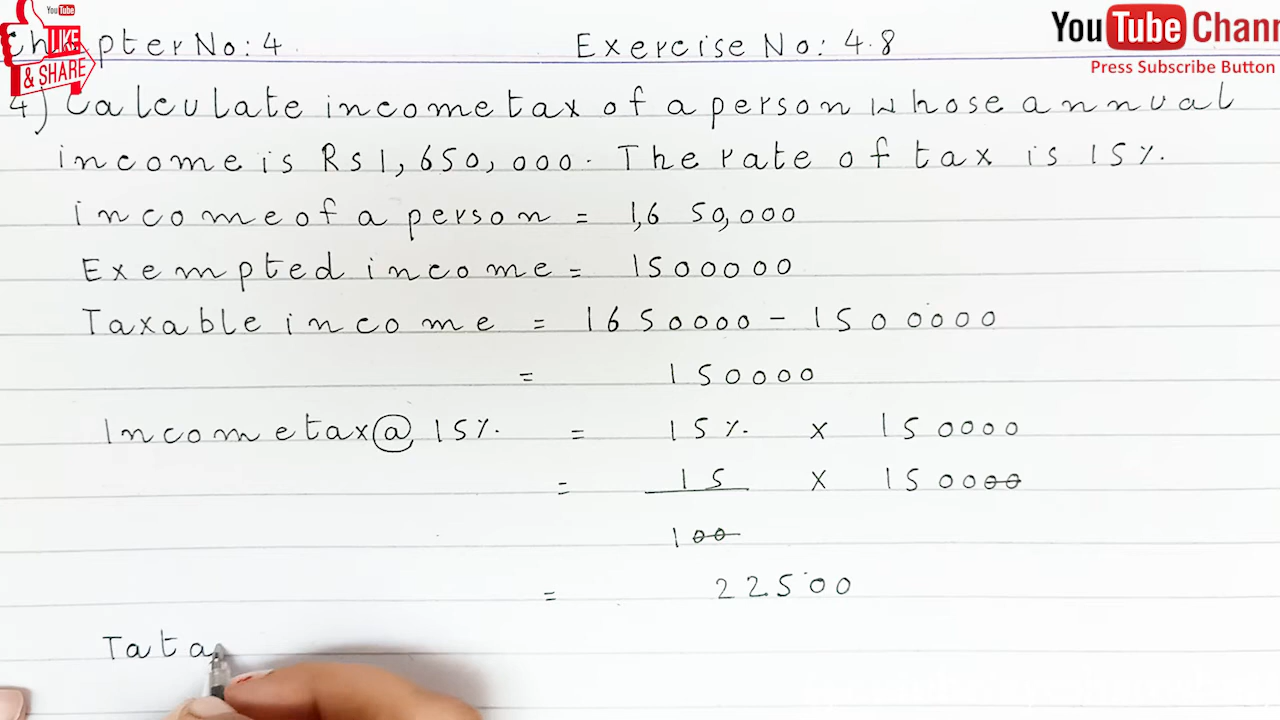 YouTube
LIKE
& SHARE
Chapter No: 4. Exercise No: 4.8
YouTube Chann
Press Subscribe Button
4) Calculate income tax of a person whose annual
income is Rs 1,650,000. The rate of tax is 15%.
income of a person = 1,650,000
Exempted income = 1500000
Taxable income = 1650000 - 1500000
= 150000
Income tax @ 15% = 15% x 150000
= 15 x 150000
100
= 22500
Tata